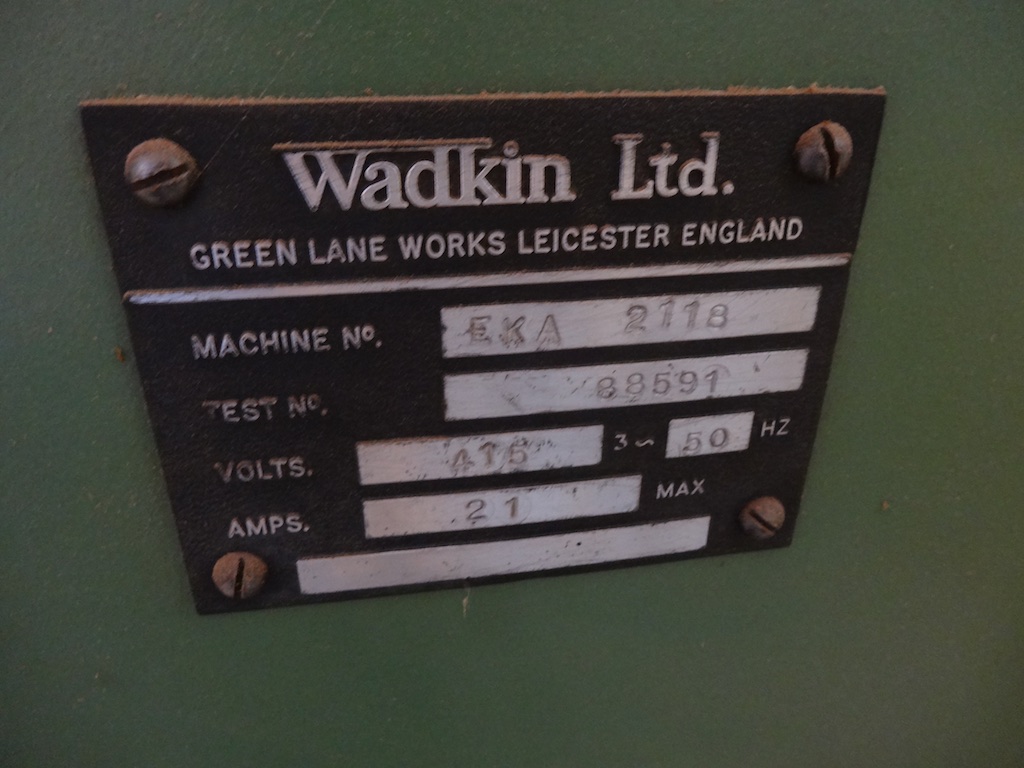 Wadkin Ltd.
GREEN LANE WORKS LEICESTER ENGLAND
MACHINE No. EKA 2118
TEST No. 88591
VOLTS. 415 3~ 50 HZ
AMPS. 21 MAX